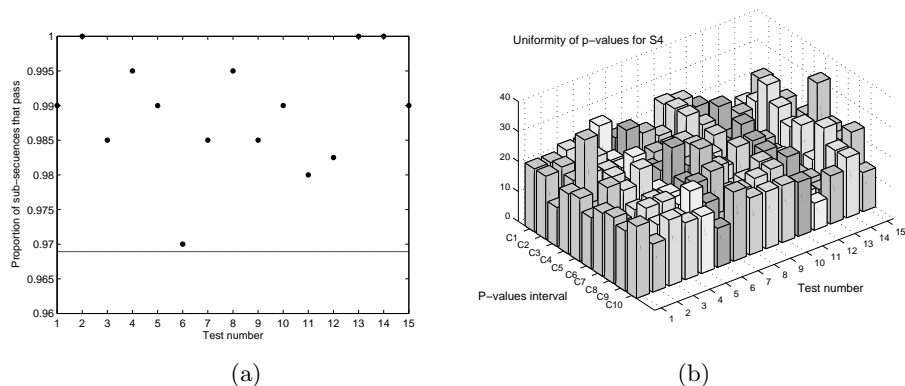 1
0.995
0.99
0.985
0.98
0.975
0.97
0.965
0.96
Proportion of sub-secuences that pass
1 2 3 4 5 6 7 8 9 10 11 12 13 14 15
Test number
(a)
Uniformity of p-values for S4
40
30
20
10
0
C1
C2
C3
C4
C5
C6
C7
C8
C9
C10
P-values interval
1 2 3 4 5 6 7 8 9 10 11 12 13 14 15
Test number
(b)